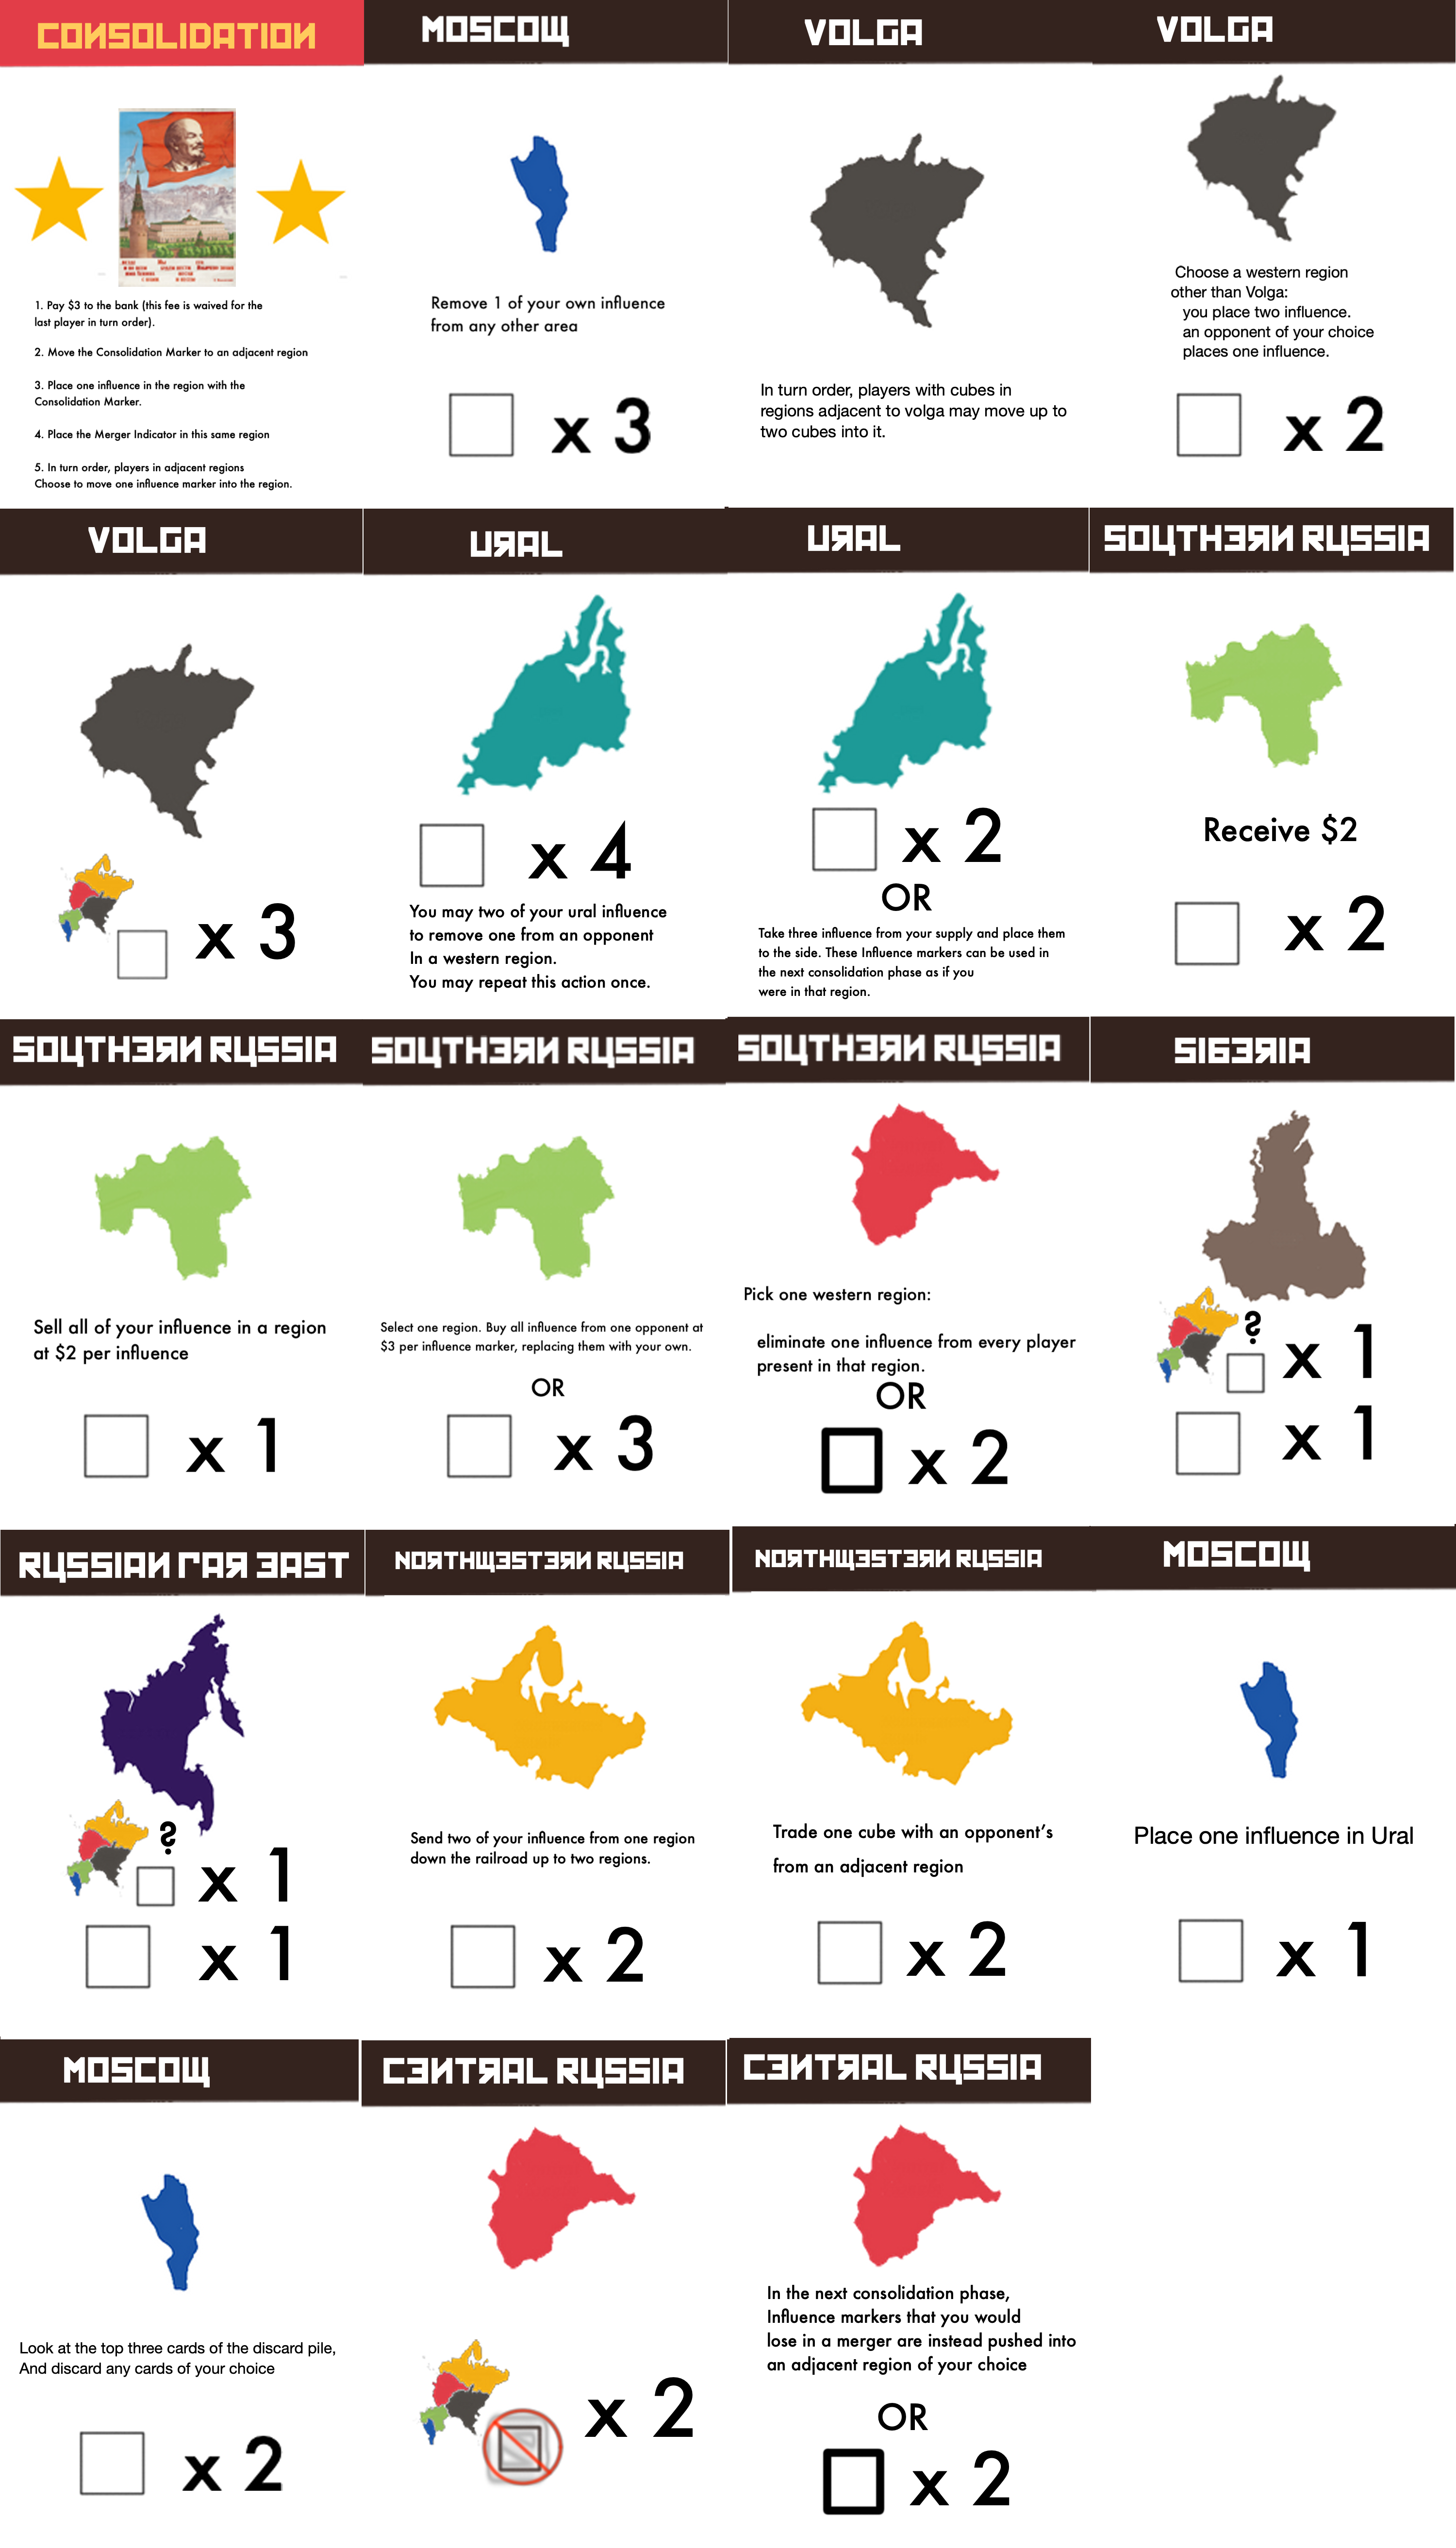 CONSOLIDATION
1. Pay $3 to the bank (this fee is waived for the
last player in turn order).
2. Move the Consolidation Marker to an adjacent region
3. Place one influence in the region with the
Consolidation Marker.
4. Place the Merger Indicator in this same region
5. In turn order, players in adjacent regions
Choose to move one influence marker into the region.
MOSCOW
Remove 1 of your own influence
from any other area
x 3
VOLGA
In turn order, players with cubes in
regions adjacent to volga may move up to
two cubes into it.
VOLGA
Choose a western region
other than Volga:
you place two influence.
an opponent of your choice
places one influence.
x 2
VOLGA
x 3
URAL
x 4
You may two of your ural influence
to remove one from an opponent
In a western region.
You may repeat this action once.
URAL
x 2
OR
Take three influence from your supply and place them
to the side. These Influence markers can be used in
the next consolidation phase as if you
were in that region.
SOUTHERN RUSSIA
Receive $2
x 2
SOUTHERN RUSSIA
Sell all of your influence in a region
at $2 per influence
x 1
SOUTHERN RUSSIA
Select one region. Buy all influence from one opponent at
$3 per influence marker, replacing them with your own.
OR
x 3
SOUTHERN RUSSIA
Pick one western region:
eliminate one influence from every player
present in that region.
OR
x 2
SIBERIA
?
x 1
x 1
RUSSIAN FAR EAST
?
x 1
x 1
NORTHWESTERN RUSSIA
Send two of your influence from one region
down the railroad up to two regions.
x 2
NORTHWESTERN RUSSIA
Trade one cube with an opponent's
from an adjacent region
x 2
MOSCOW
Place one influence in Ural
x 1
MOSCOW
Look at the top three cards of the discard pile,
And discard any cards of your choice
x 2
CENTRAL RUSSIA
x 2
CENTRAL RUSSIA
In the next consolidation phase,
Influence markers that you would
lose in a merger are instead pushed into
an adjacent region of your choice
OR
x 2